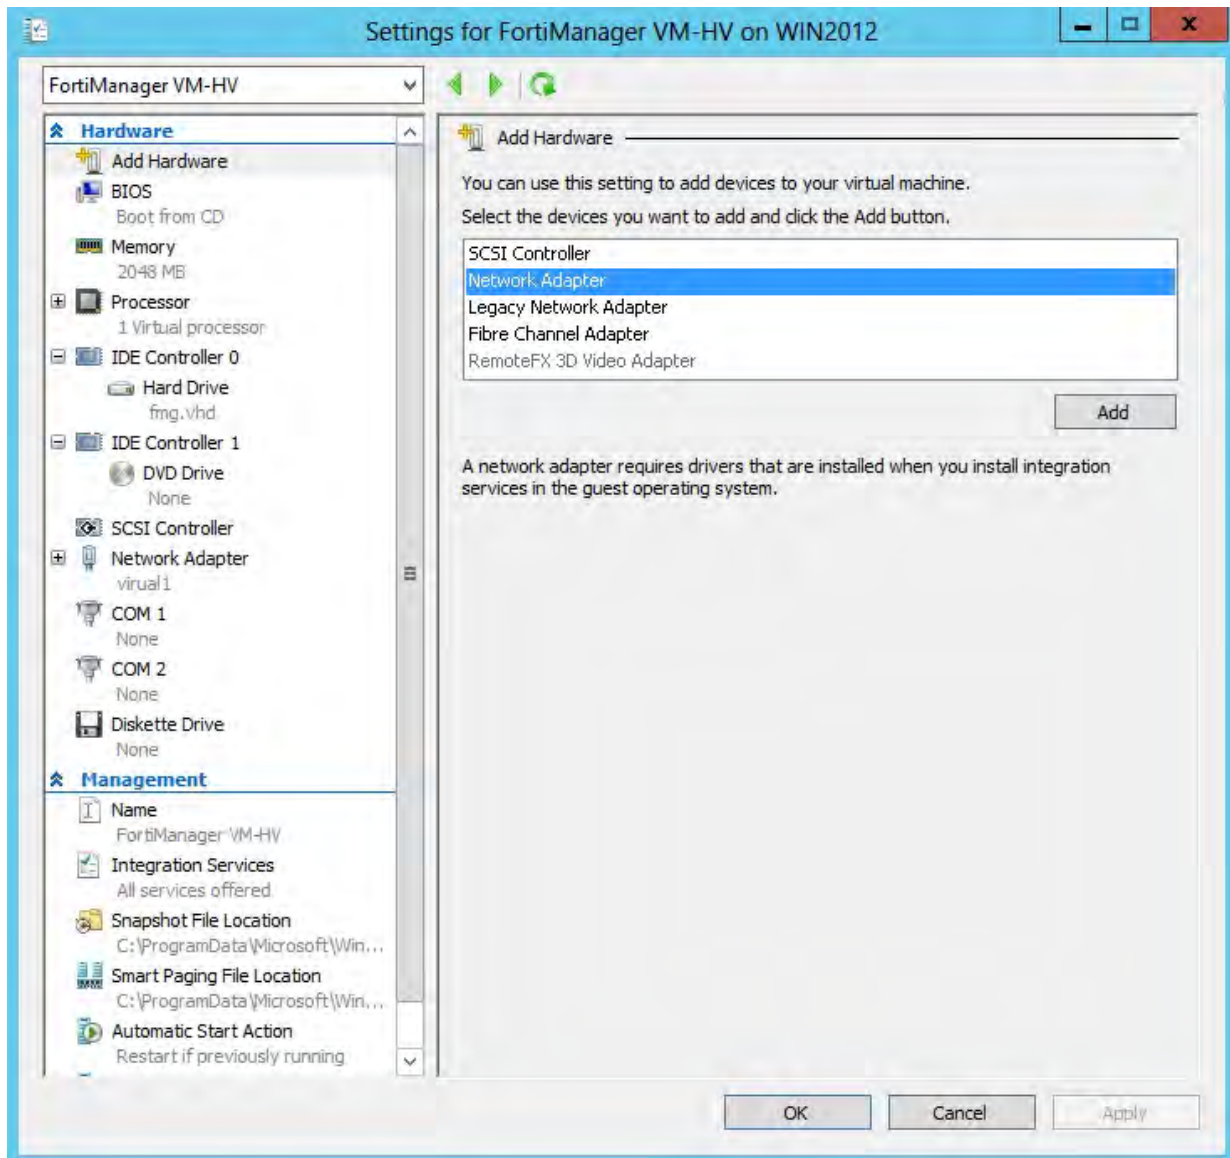 Settings for FortiManager VM-HV on WIN2012
FortiManager VM-HV
Hardware
Add Hardware
BIOS
Boot from CD
Memory
2048 MB
Processor
1 Virtual processor
IDE Controller 0
Hard Drive
fmg.vhd
IDE Controller 1
DVD Drive
None
SCSI Controller
Network Adapter
virual1
COM 1
None
COM 2
None
Diskette Drive
None
Management
Name
FortiManager VM-HV
Integration Services
All services offered
Snapshot File Location
C:\ProgramData\Microsoft\Win...
Smart Paging File Location
C:\ProgramData\Microsoft\Win...
Automatic Start Action
Restart if previously running
Add Hardware
You can use this setting to add devices to your virtual machine.
Select the devices you want to add and click the Add button.
SCSI Controller
Network Adapter
Legacy Network Adapter
Fibre Channel Adapter
RemoteFX 3D Video Adapter
Add
A network adapter requires drivers that are installed when you install integration
services in the guest operating system.
OK
Cancel
Apply